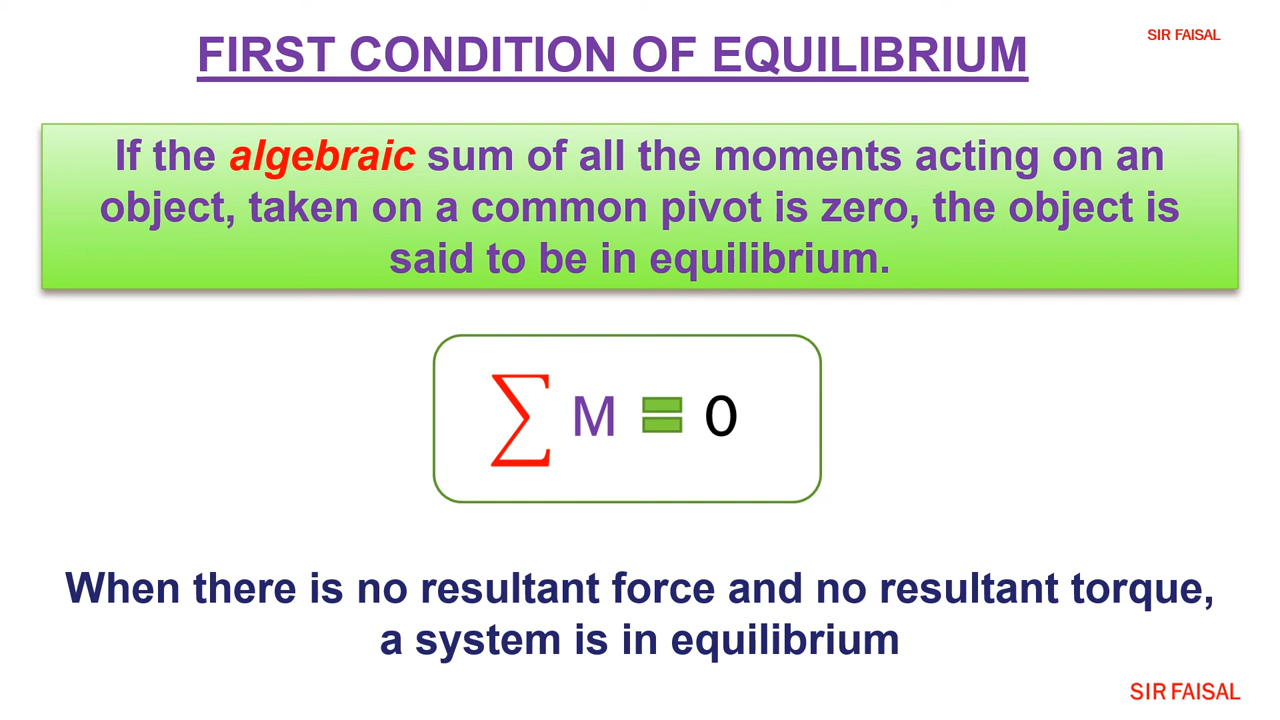 FIRST CONDITION OF EQUILIBRIUM
SIR FAISAL
If the algebraic sum of all the moments acting on an
object, taken on a common pivot is zero, the object is
said to be in equilibrium.
∑ M = 0
When there is no resultant force and no resultant torque,
a system is in equilibrium
SIR FAISAL